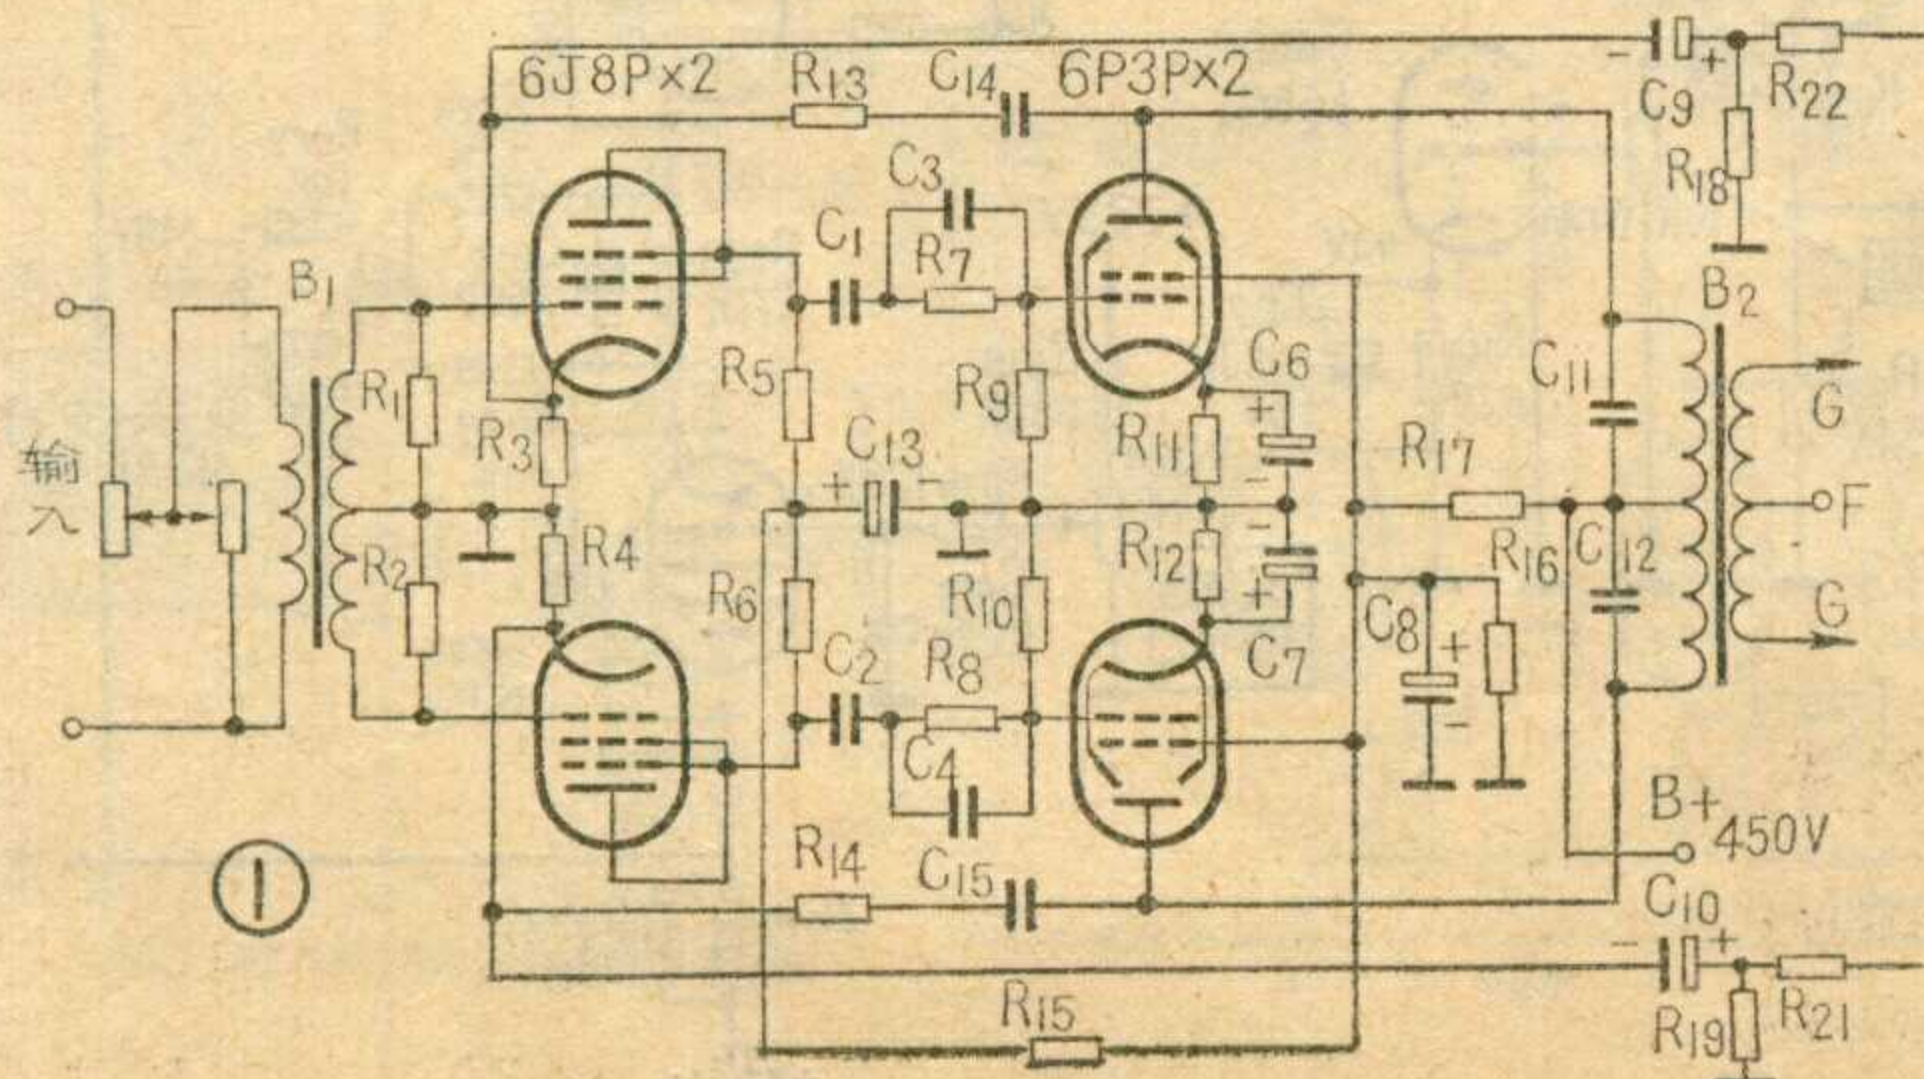 6J8P×2
R13
C14
6P3P×2
C9
- +
R22
R18
C3
C1
R7
B1
B2
输
入
R1
R3
R5
C13
+ -
R9
R11
C6
+
-
R17
C11
G
R2
R4
R6
R10
R12
-
+
C7
R16
C12
F
C8
+
-
G
C2
R8
C4
B+
450V
①
R14
C15
C10
- +
R15
R19
R21